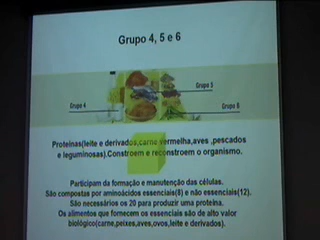 Grupo 4, 5 e 6
Grupo 5
Grupo 4
Grupo 6
Proteínas(leite e derivados,carne vermelha,aves ,pescados
e leguminosas).Constroem e reconstroem o organismo.
Participam da formação e manutenção das células.
São compostas por aminoácidos essenciais(8) e não essenciais(12).
São necessários os 20 para produzir uma proteína.
Os alimentos que fornecem os essenciais são de alto valor
biológico(carne,peixes,aves,ovos,leite e derivados).